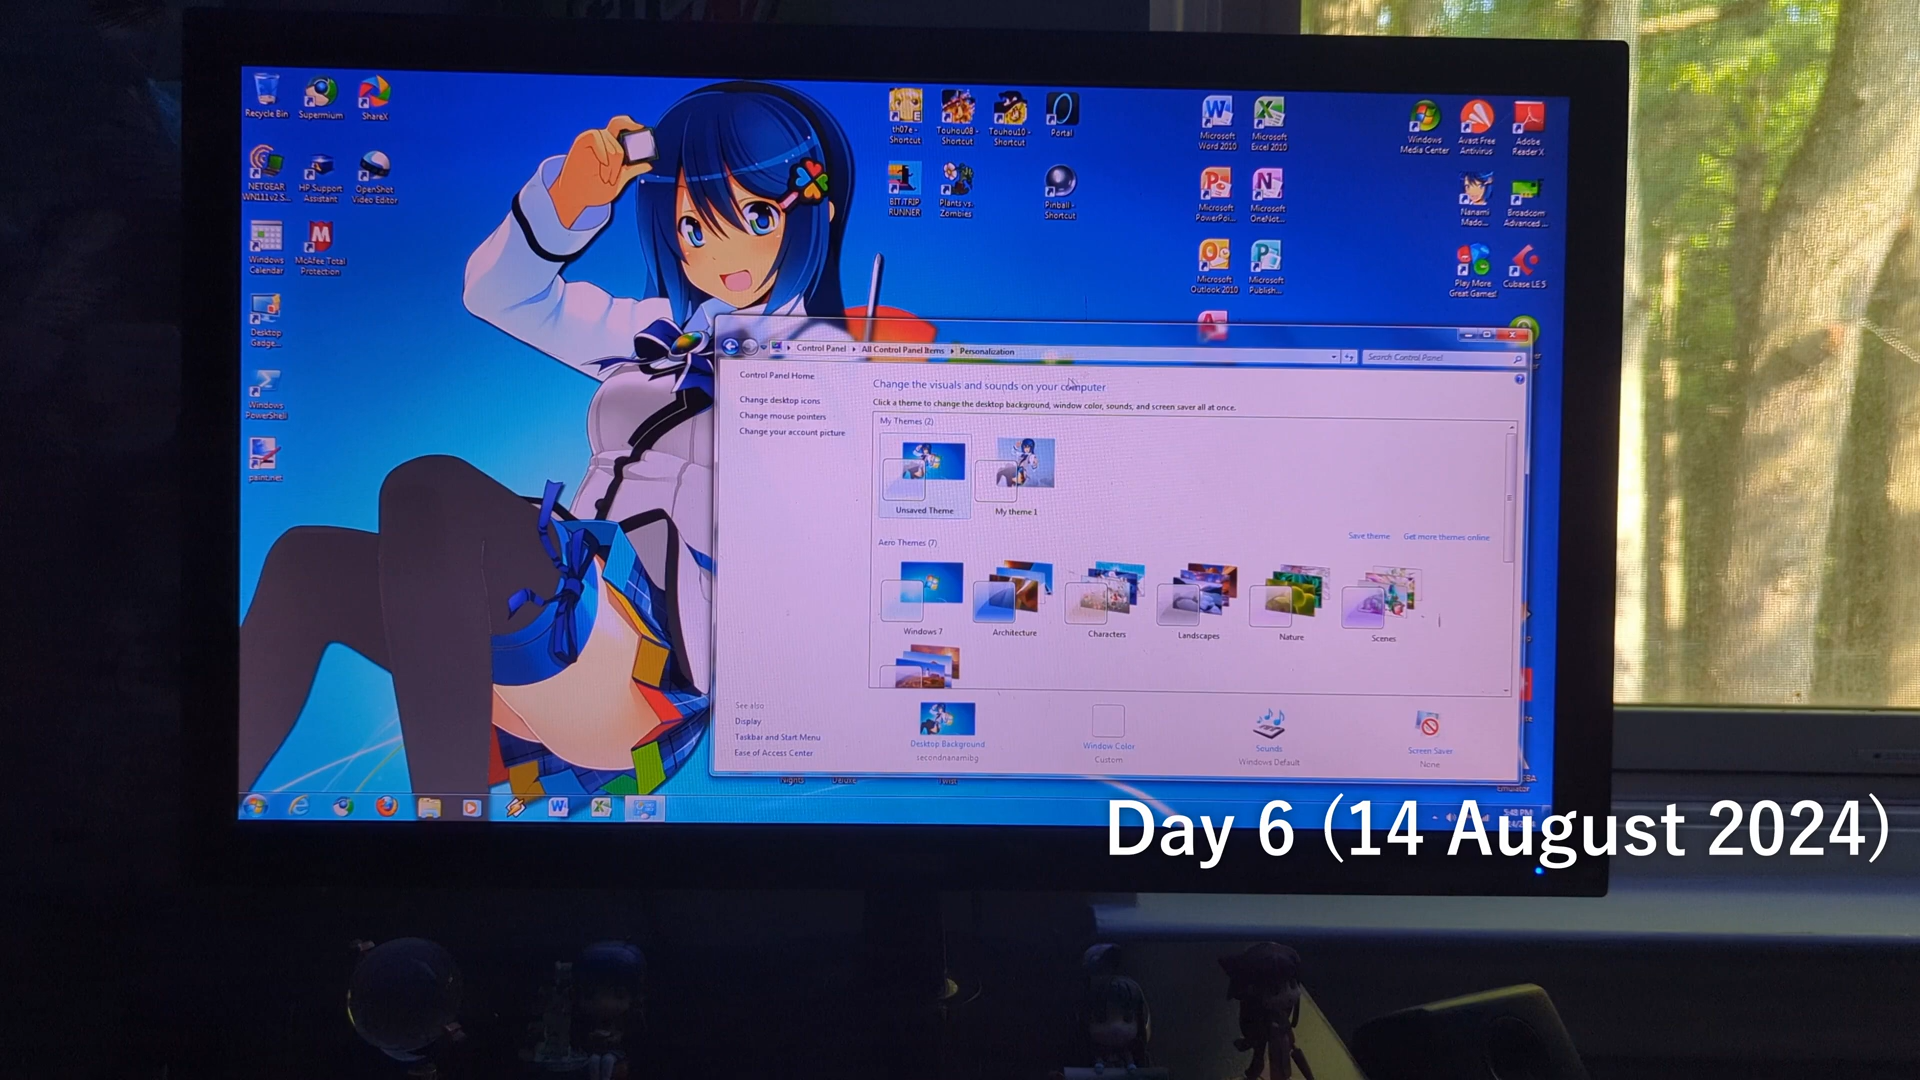 Recycle Bin
Supermium
ShareX
NETGEAR
WN111v2 S...
HP Support
Assistant
OpenShot
Video Editor
Windows
Calendar
McAfee Total
Protection
Desktop
Gadge...
Windows
PowerShell
paint.net
th07e -
Shortcut
Touhou08 -
Shortcut
Touhou10 -
Shortcut
Portal
BIT.TRIP
RUNNER
Plants vs.
Zombies
Pinball -
Shortcut
Microsoft
Word 2010
Microsoft
Excel 2010
Microsoft
PowerPoi...
Microsoft
OneNot...
Microsoft
Outlook 2010
Microsoft
Publish...
Windows
Media Center
Avast Free
Antivirus
Adobe
Reader X
Nanami
Mado...
Broadcom
Advanced ...
Play More
Great Games!
Cubase LE 5
Control Panel
All Control Panel Items
Personalization
Search Control Panel
Control Panel Home
Change desktop icons
Change mouse pointers
Change your account picture
Change the visuals and sounds on your computer
Click a theme to change the desktop background, window color, sounds, and screen saver all at once.
My Themes (2)
Unsaved Theme
My theme 1
Save theme
Get more themes online
Aero Themes (7)
Windows 7
Architecture
Characters
Landscapes
Nature
Scenes
See also
Display
Taskbar and Start Menu
Ease of Access Center
Desktop Background
secondnanamibg
Window Color
Custom
Sounds
Windows Default
Screen Saver
None
Nights
Deluxe
Twist
Emulator
5:48 PM
Day 6 (14 August 2024)